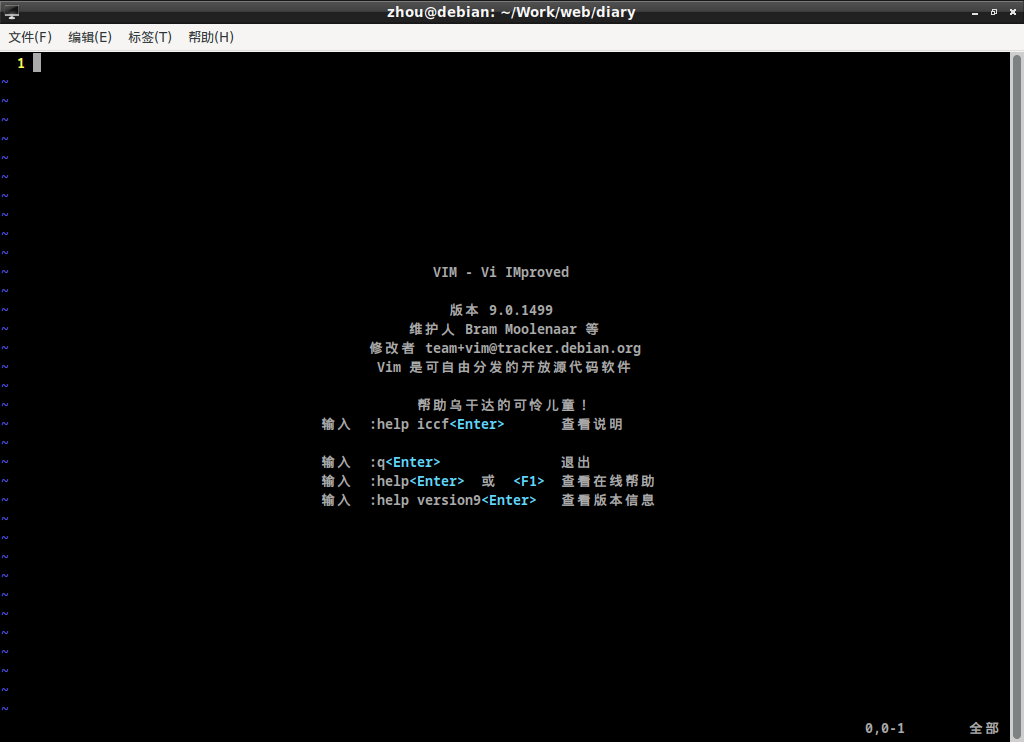 zhou@debian: ~/Work/web/diary
文件(F) 编辑(E) 标签(T) 帮助(H)
1
~
~
~
~
~
~
~
~
~
~
~ VIM - Vi IMproved
~
~ 版本 9.0.1499
~ 维护人 Bram Moolenaar 等
~ 修改者 team+vim@tracker.debian.org
~ Vim 是可自由分发的开放源代码软件
~
~ 帮助乌干达的可怜儿童！
~ 输入 :help iccf<Enter> 查看说明
~
~ 输入 :q<Enter> 退出
~ 输入 :help<Enter> 或 <F1> 查看在线帮助
~ 输入 :help version9<Enter> 查看版本信息
~
~
~
~
~
~
~
~
~
~
~
0,0-1 全部